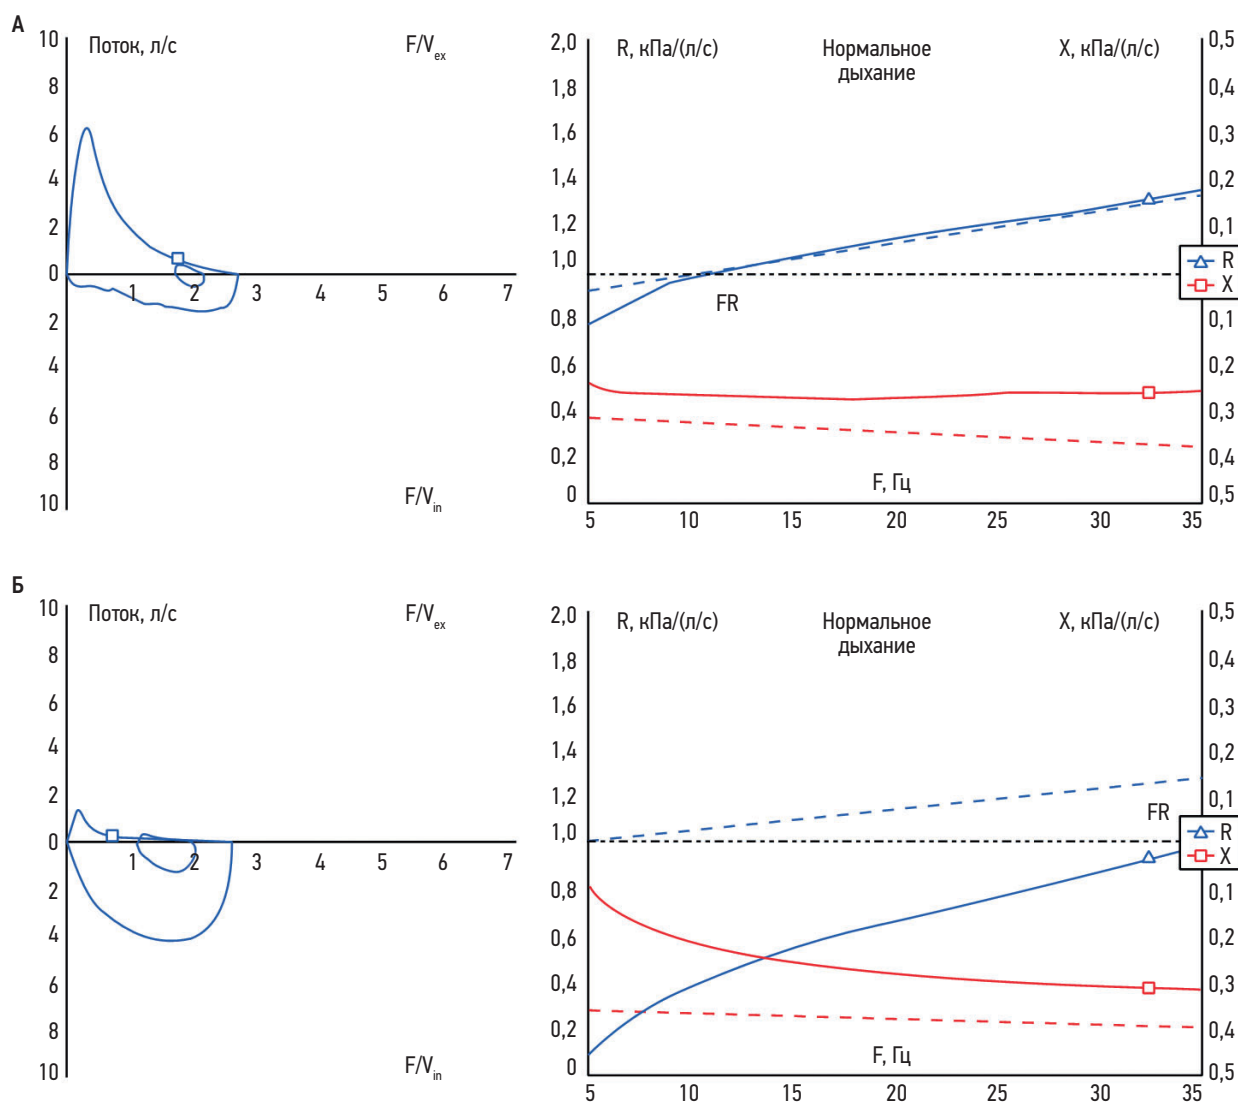 А
Поток, л/с
F/Vex
10
8
6
4
2
0
2
4
6
8
10
1 2 3 4 5 6 7
F/Vin
R, кПа/(л/с)
Нормальное
дыхание
X, кПа/(л/с)
2,0
1,8
1,6
1,4
1,2
1,0
0,8
0,6
0,4
0,2
0
0,5
0,4
0,3
0,2
0,1
R
X
0,1
0,2
0,3
0,4
0,5
FR
F, Гц
5 10 15 20 25 30 35
Б
Поток, л/с
F/Vex
10
8
6
4
2
0
2
4
6
8
10
1 2 3 4 5 6 7
F/Vin
R, кПа/(л/с)
Нормальное
дыхание
X, кПа/(л/с)
2,0
1,8
1,6
1,4
1,2
1,0
0,8
0,6
0,4
0,2
0
0,5
0,4
0,3
0,2
0,1
FR
R
X
0,1
0,2
0,3
0,4
0,5
F, Гц
5 10 15 20 25 30 35